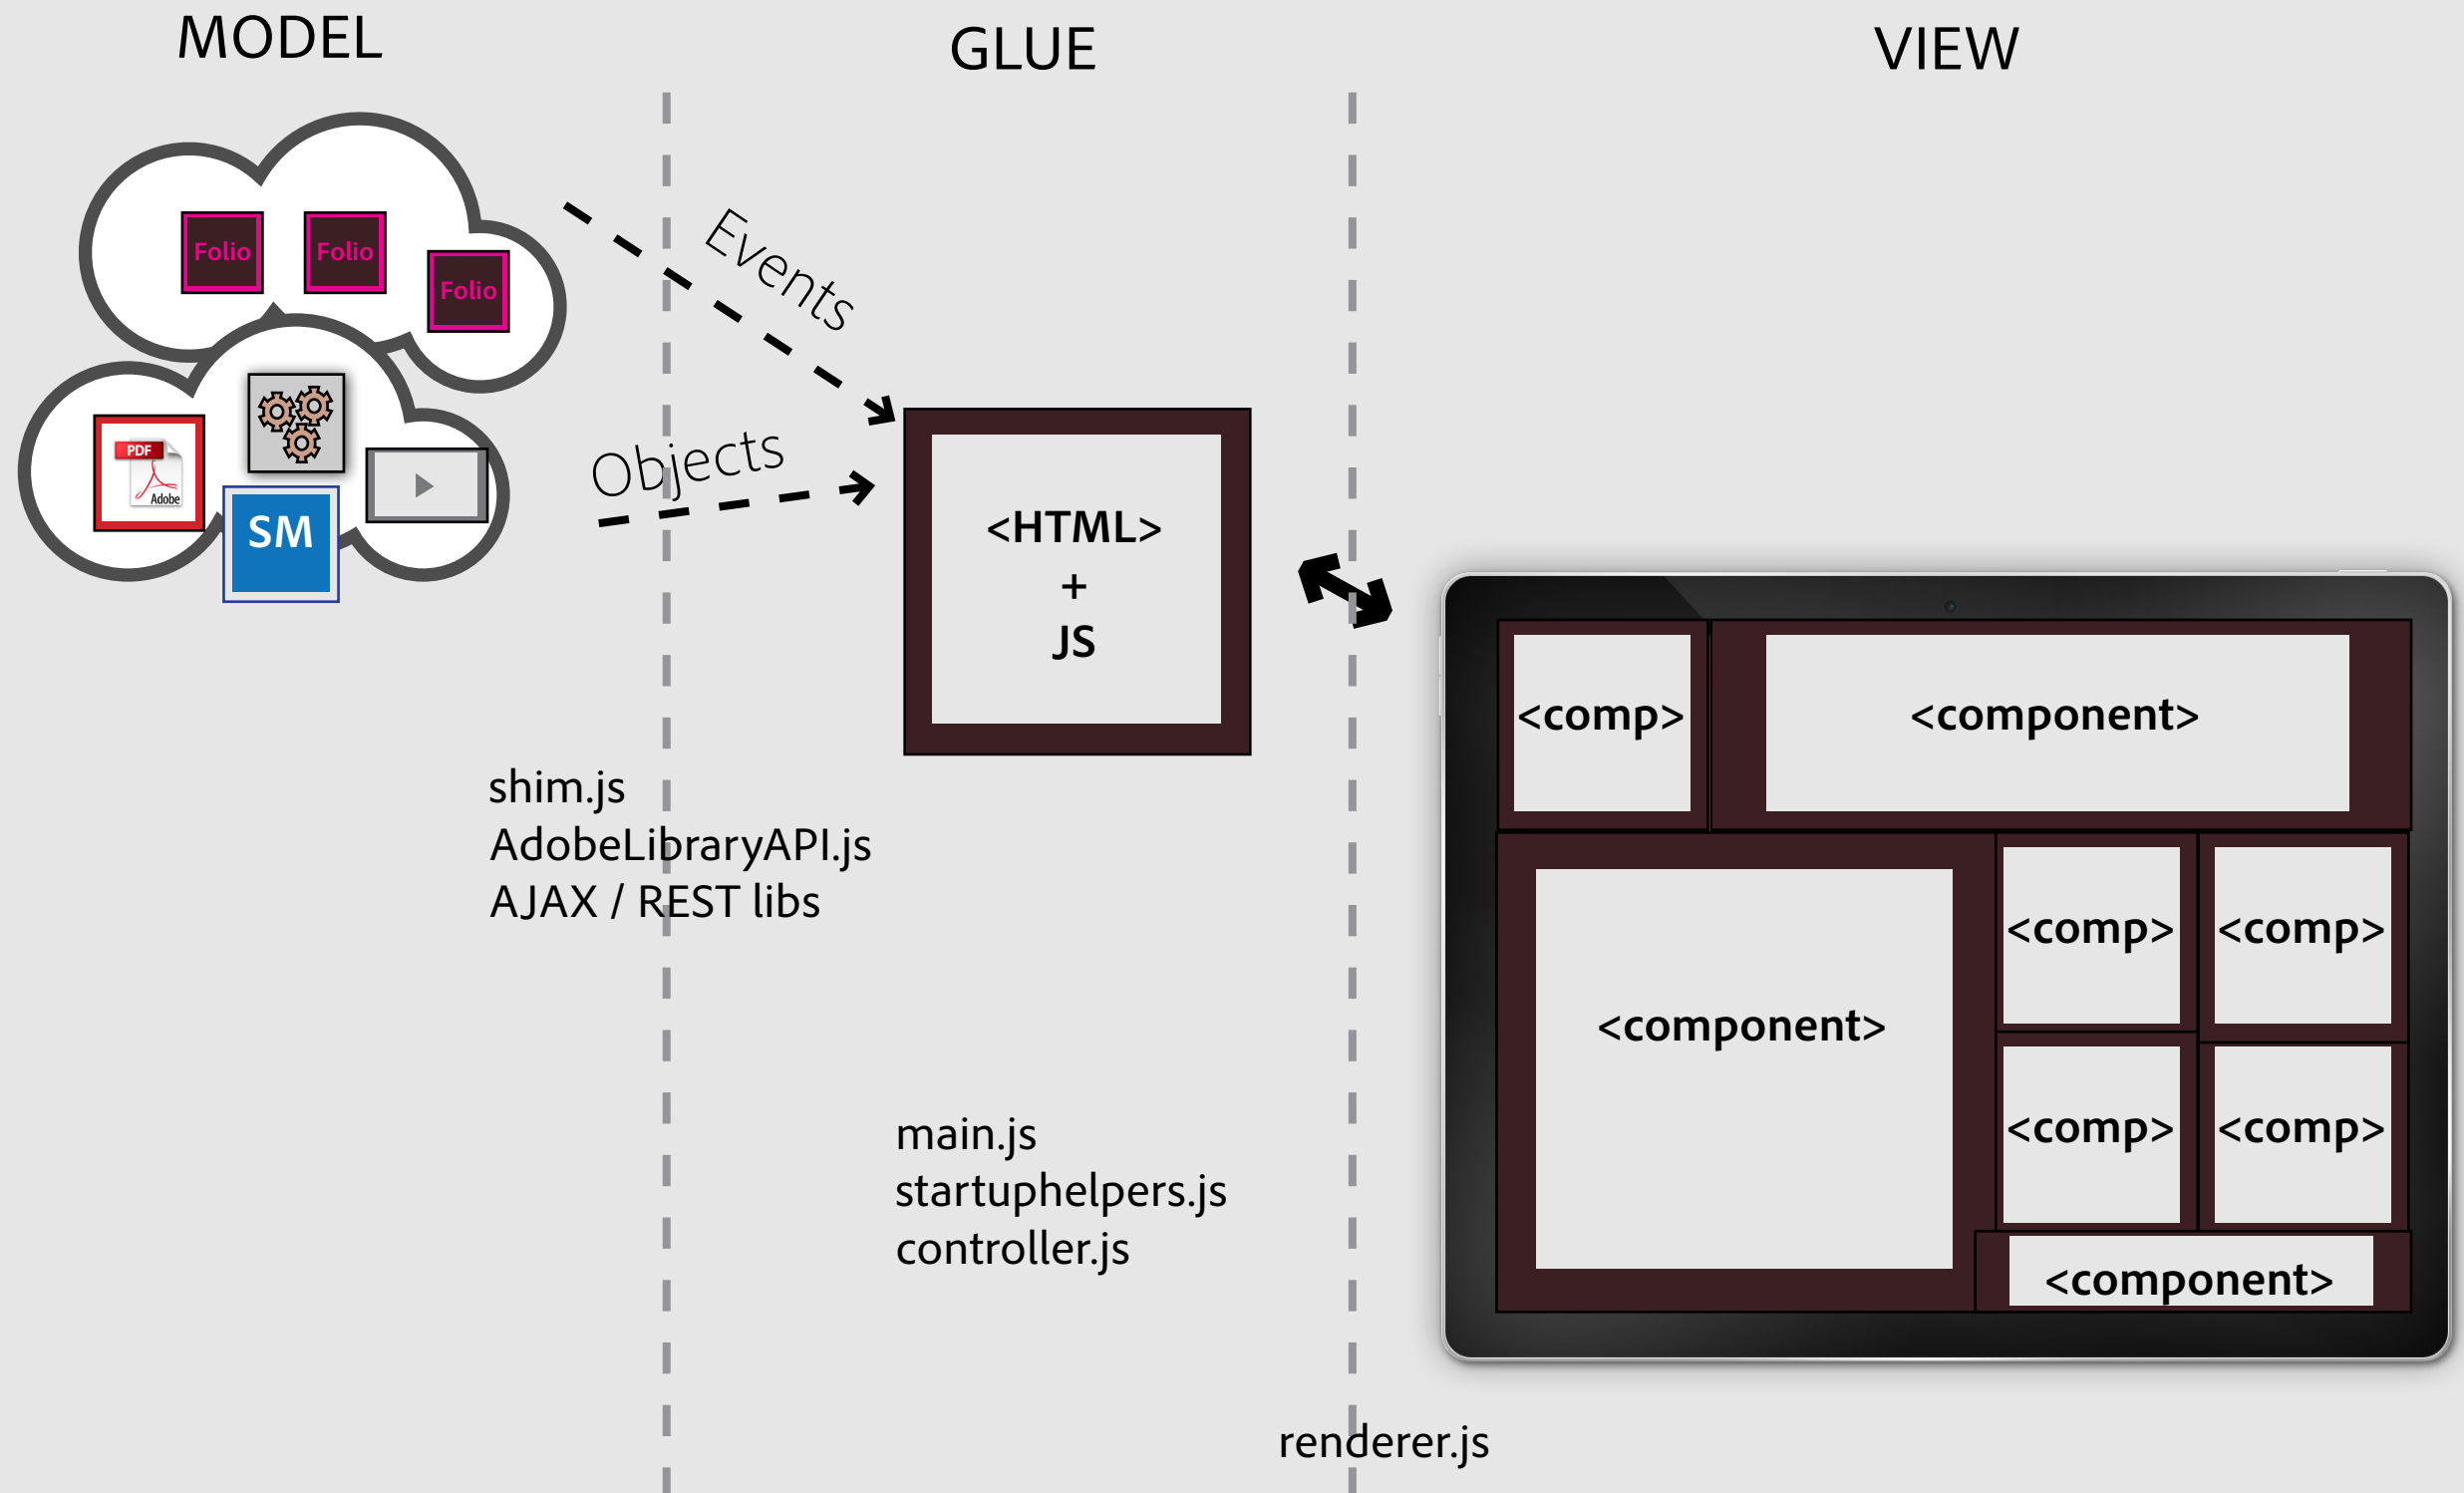 MODEL
GLUE
VIEW
Folio
Folio
Folio
PDF
Adobe
SM
Events
Objects
<HTML>
+
JS
shim.js
AdobeLibraryAPI.js
AJAX / REST libs
main.js
startuphelpers.js
controller.js
renderer.js
<comp>
<component>
<component>
<comp>
<comp>
<comp>
<comp>
<component>